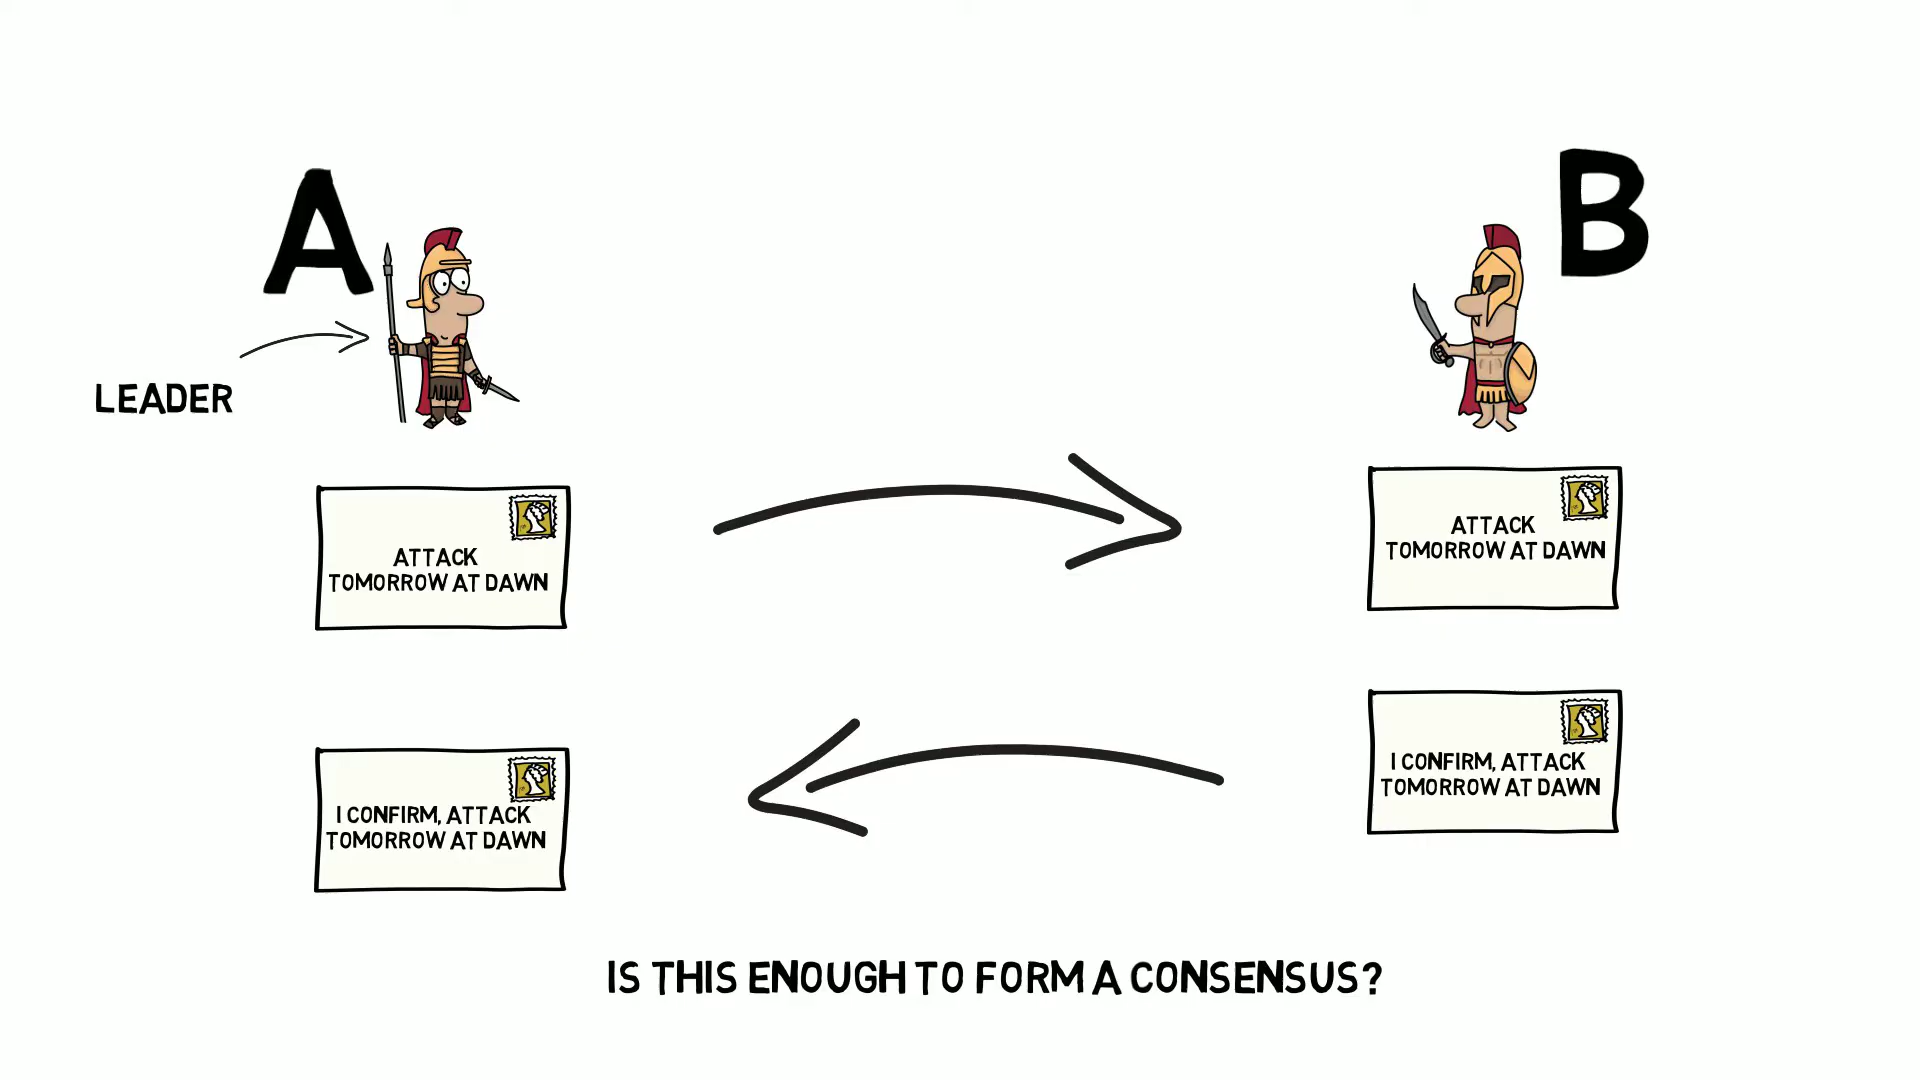 A
B
LEADER
ATTACK
TOMORROW AT DAWN
ATTACK
TOMORROW AT DAWN
I CONFIRM, ATTACK
TOMORROW AT DAWN
I CONFIRM, ATTACK
TOMORROW AT DAWN
IS THIS ENOUGH TO FORM A CONSENSUS?